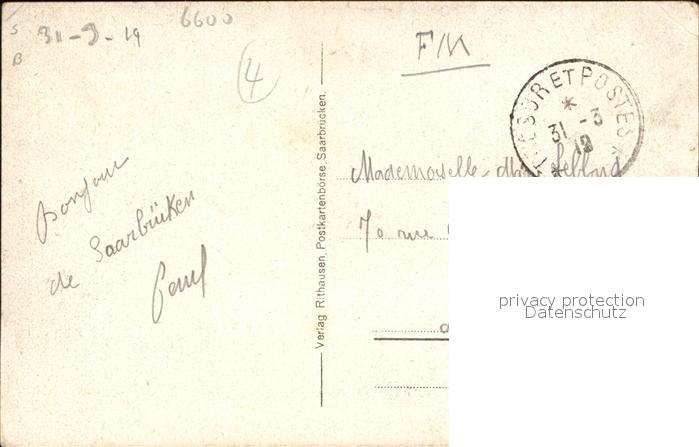 S
B
31-3-19
6600
4
F/K
TRESOR ET POSTES
31 -3
19
Bonjour
de Saarbrücken
Paul
Verlag Rithausen, Postkartenbörse, Saarbrücken.
Mademoiselle
70 rue
privacy protection
Datenschutz